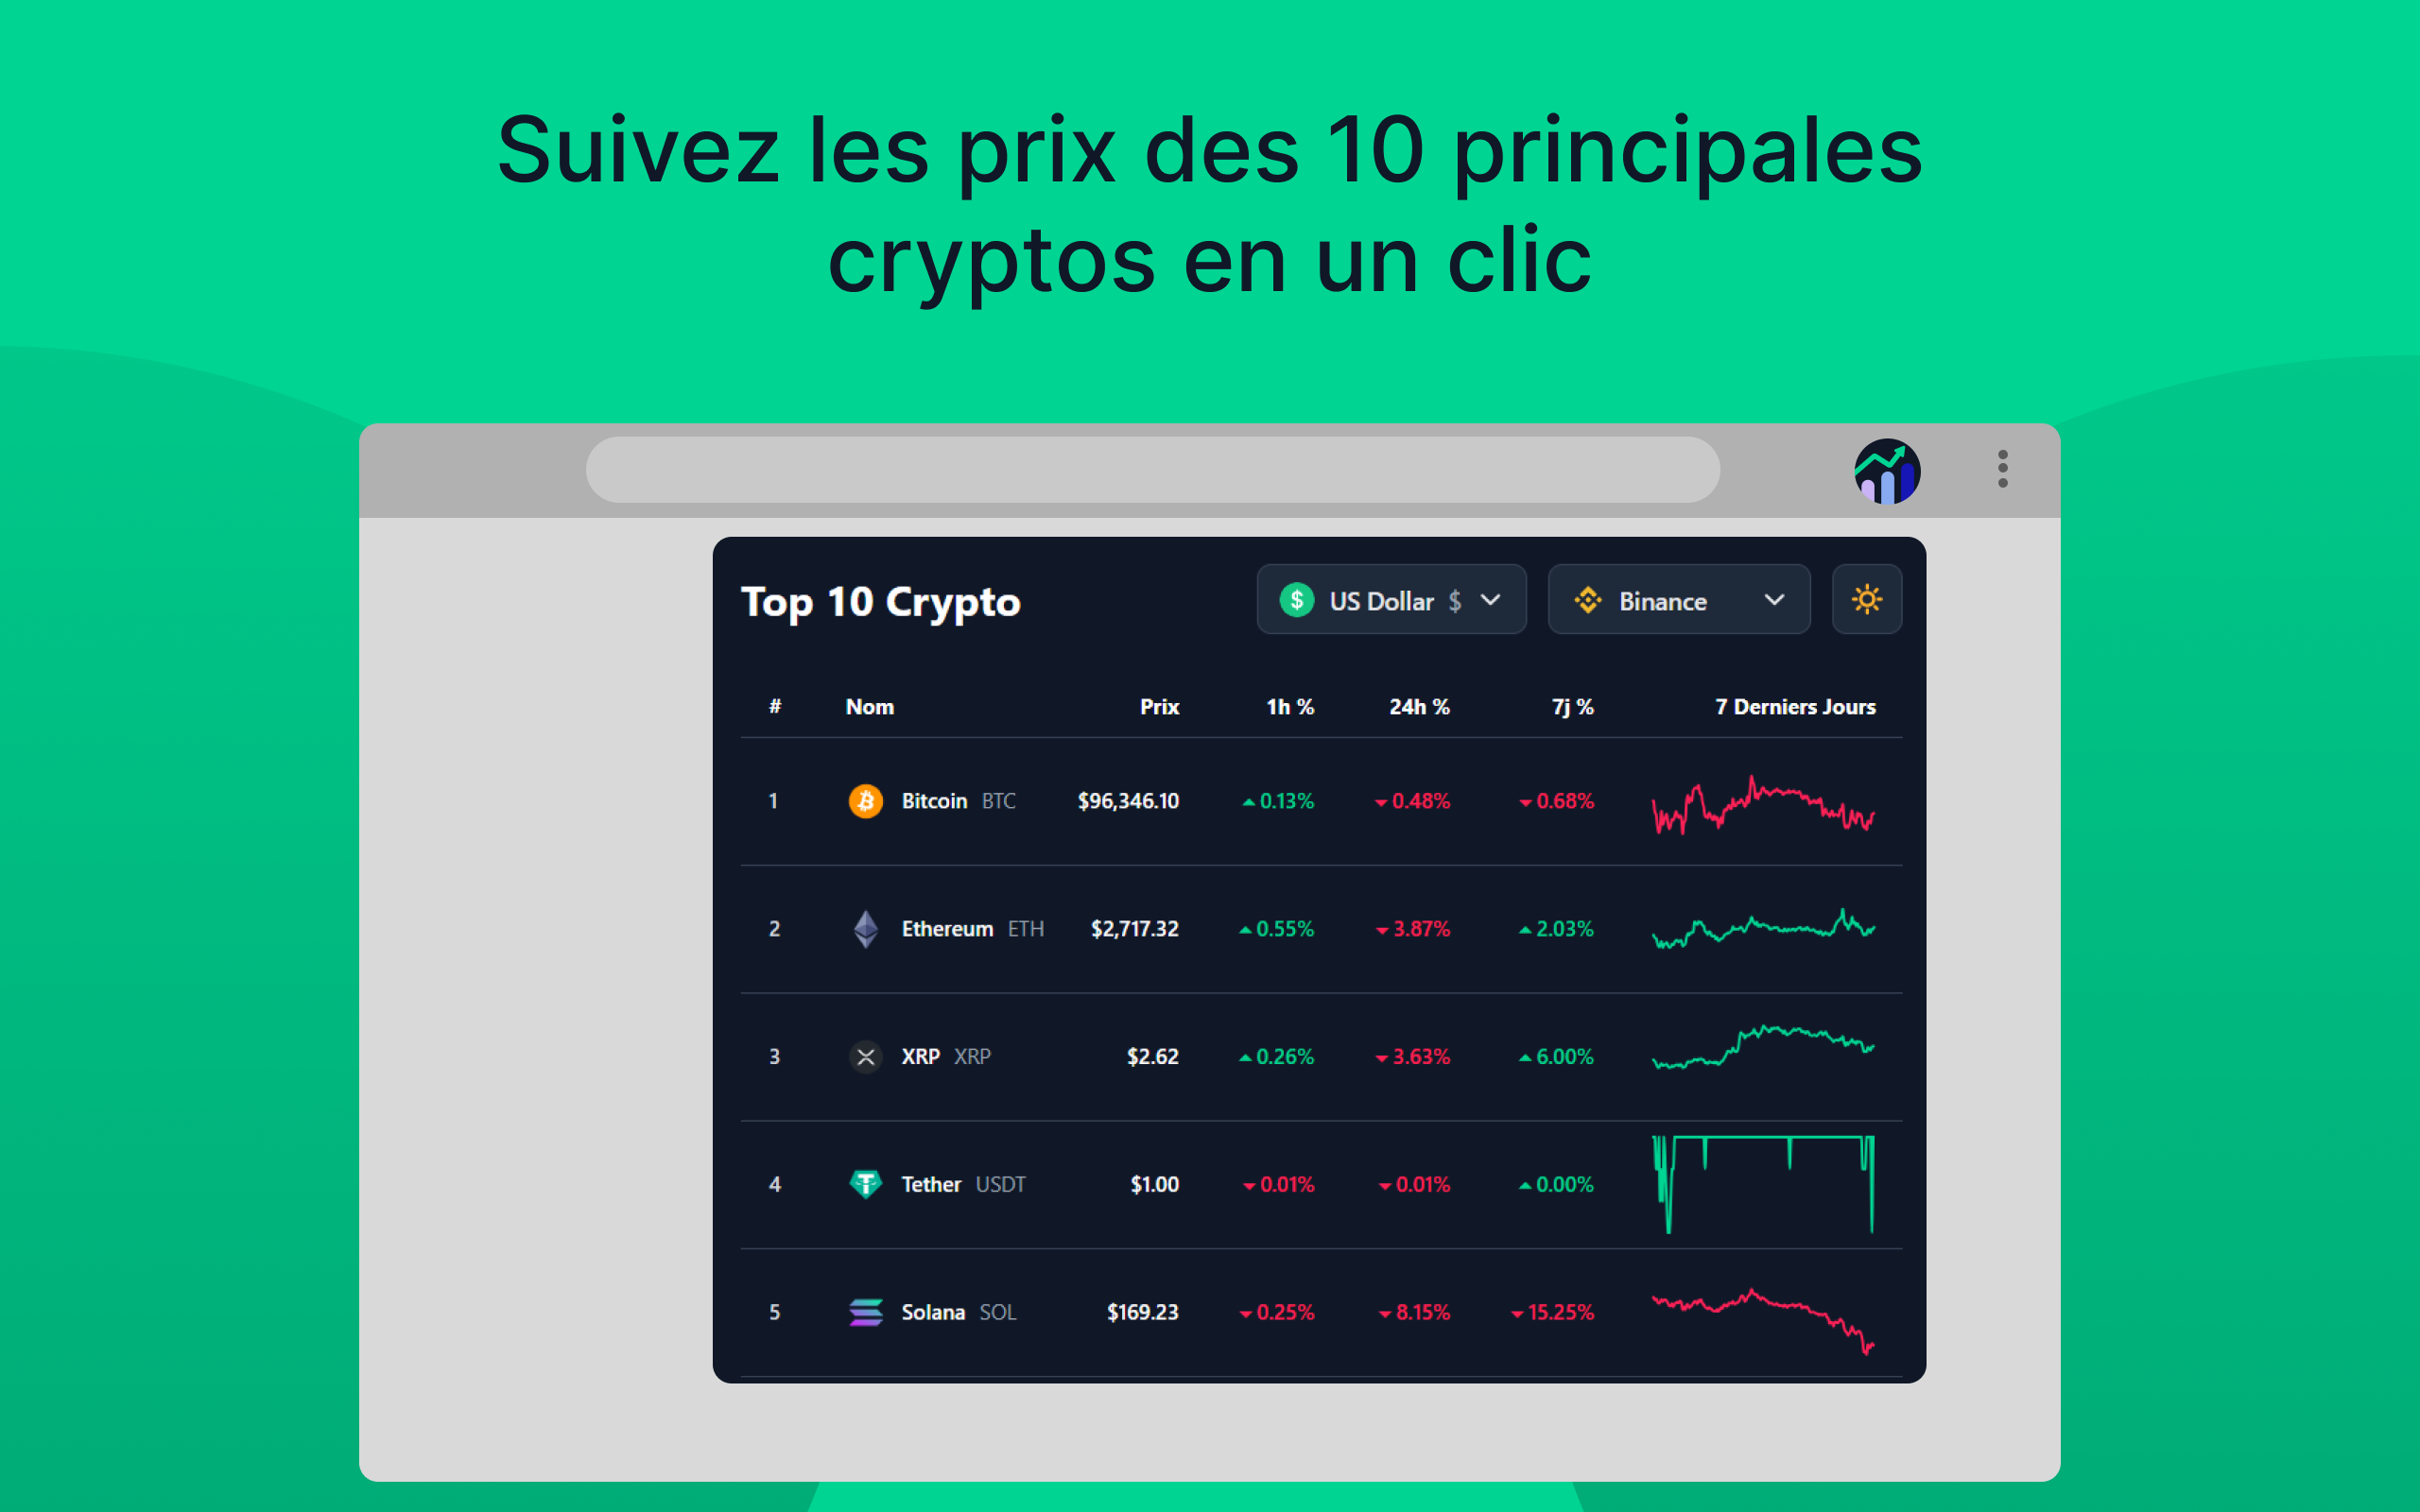 Suivez les prix des 10 principales
cryptos en un clic
Top 10 Crypto
$ US Dollar $
Binance
# Nom Prix 1h % 24h % 7j % 7 Derniers Jours
1 Bitcoin BTC $96,346.10 0.13% 0.48% 0.68%
2 Ethereum ETH $2,717.32 0.55% 3.87% 2.03%
3 XRP XRP $2.62 0.26% 3.63% 6.00%
4 Tether USDT $1.00 0.01% 0.01% 0.00%
5 Solana SOL $169.23 0.25% 8.15% 15.25%